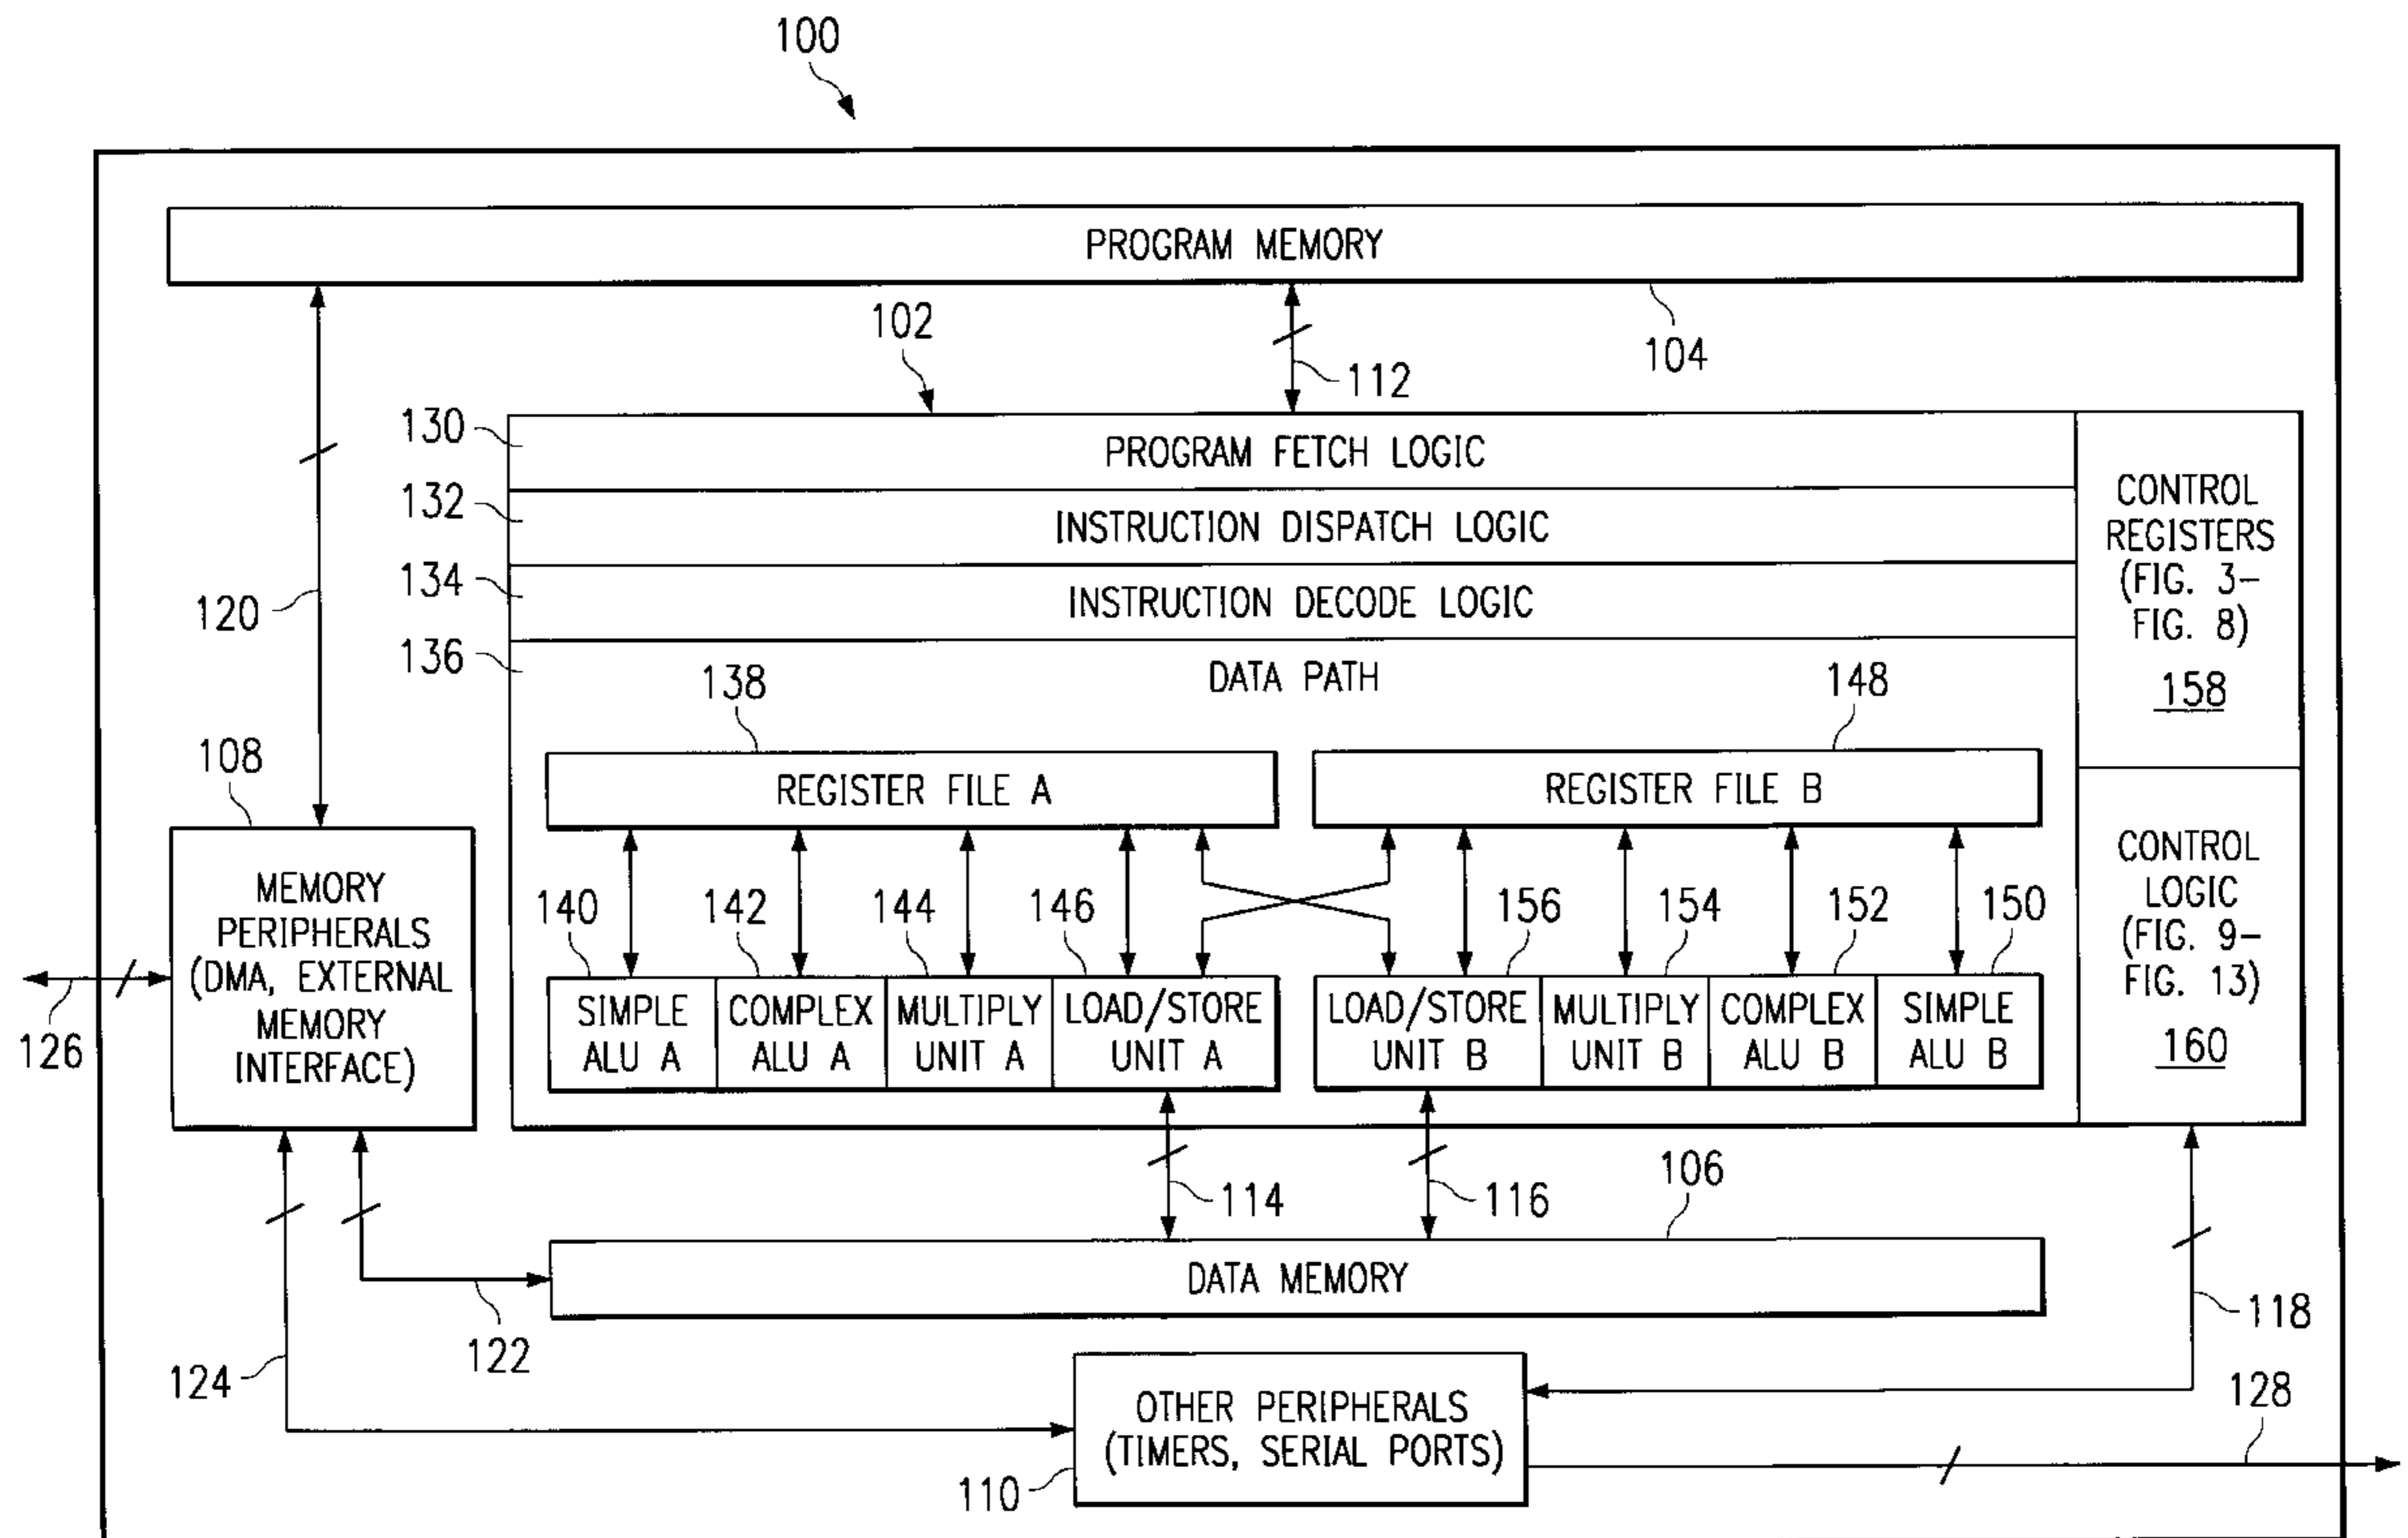 100
PROGRAM MEMORY
102
112
104
130
PROGRAM FETCH LOGIC
132
INSTRUCTION DISPATCH LOGIC
134
INSTRUCTION DECODE LOGIC
136
DATA PATH
CONTROL
REGISTERS
(FIG. 3-
FIG. 8)
158
120
138
148
108
REGISTER FILE A
REGISTER FILE B
MEMORY
PERIPHERALS
(DMA, EXTERNAL
MEMORY
INTERFACE)
126
140
142
144
146
156
154
152
150
SIMPLE
ALU A
COMPLEX
ALU A
MULTIPLY
UNIT A
LOAD/STORE
UNIT A
LOAD/STORE
UNIT B
MULTIPLY
UNIT B
COMPLEX
ALU B
SIMPLE
ALU B
CONTROL
LOGIC
(FIG. 9-
FIG. 13)
160
114
116
106
DATA MEMORY
122
124
118
OTHER PERIPHERALS
(TIMERS, SERIAL PORTS)
110
128